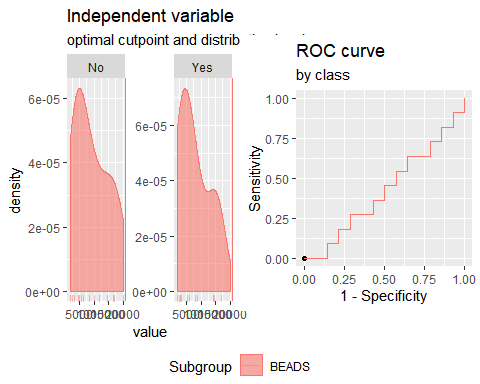 Independent variable
optimal cutpoint and distrib
No
Yes
6e-05
4e-05
2e-05
0e+00
density
6e-05
4e-05
2e-05
0e+00
value
ROC curve
by class
1.00
0.75
0.50
0.25
0.00
Sensitivity
0.00 0.25 0.50 0.75 1.00
1 - Specificity
Subgroup BEADS